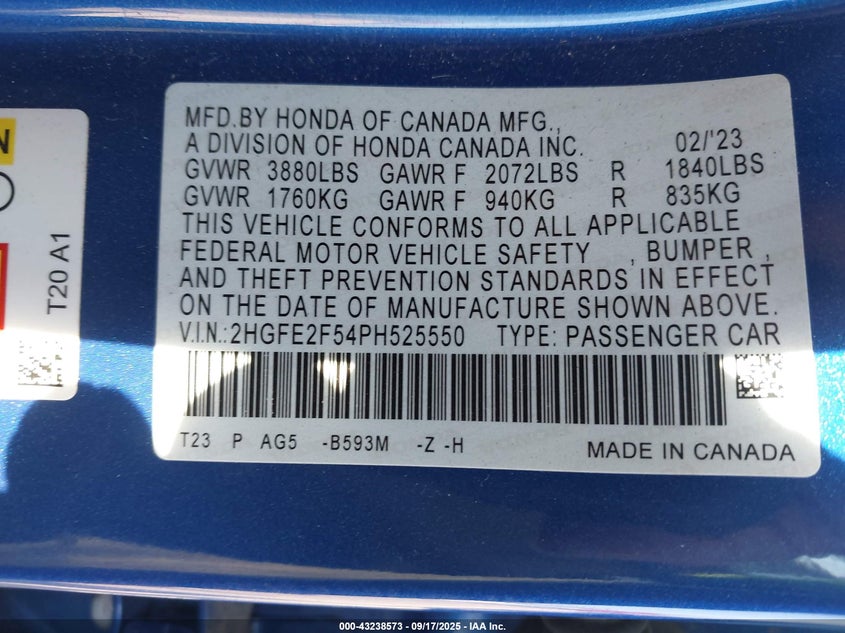 MFD.BY HONDA OF CANADA MFG.,
A DIVISION OF HONDA CANADA INC. 02/'23
GVWR 3880LBS GAWR F 2072LBS R 1840LBS
GVWR 1760KG GAWR F 940KG R 835KG
THIS VEHICLE CONFORMS TO ALL APPLICABLE
FEDERAL MOTOR VEHICLE SAFETY , BUMPER ,
AND THEFT PREVENTION STANDARDS IN EFFECT
ON THE DATE OF MANUFACTURE SHOWN ABOVE.
V.I.N.:2HGFE2F54PH525550 TYPE: PASSENGER CAR
T23 P AG5 -B593M -Z -H MADE IN CANADA
N
T20 A1
000-43238573 - 09/17/2025 - IAA Inc.